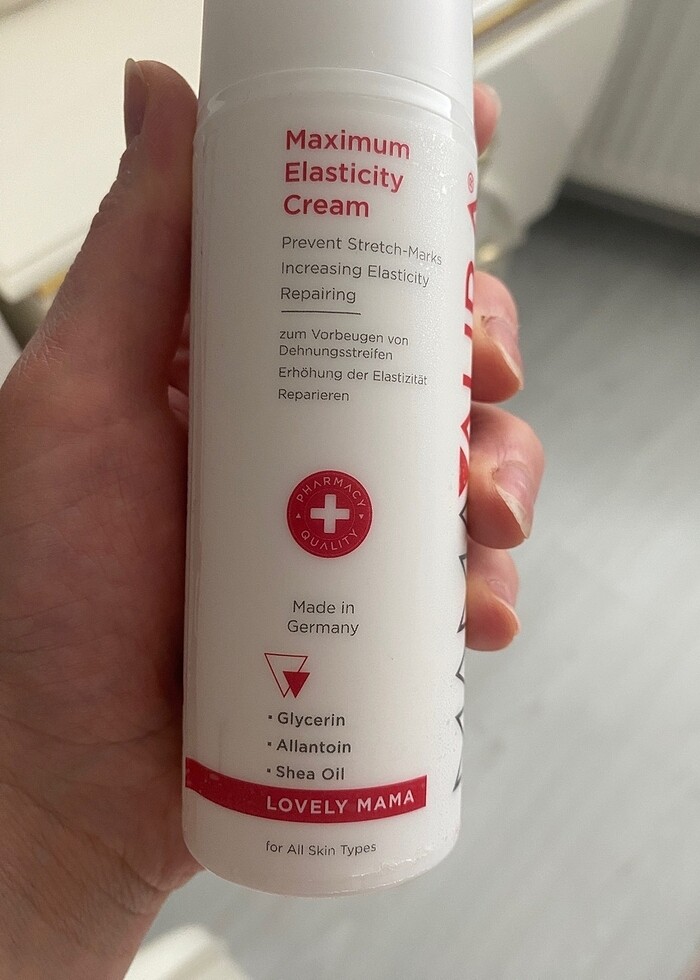 Maximum
Elasticity
Cream
Prevent Stretch-Marks
Increasing Elasticity
Repairing
zum Vorbeugen von
Dehnungsstreifen
Erhöhung der Elastizität
Reparieren
PHARMACY
QUALITY
Made in
Germany
▪ Glycerin
▪ Allantoin
▪ Shea Oil
LOVELY MAMA
for All Skin Types